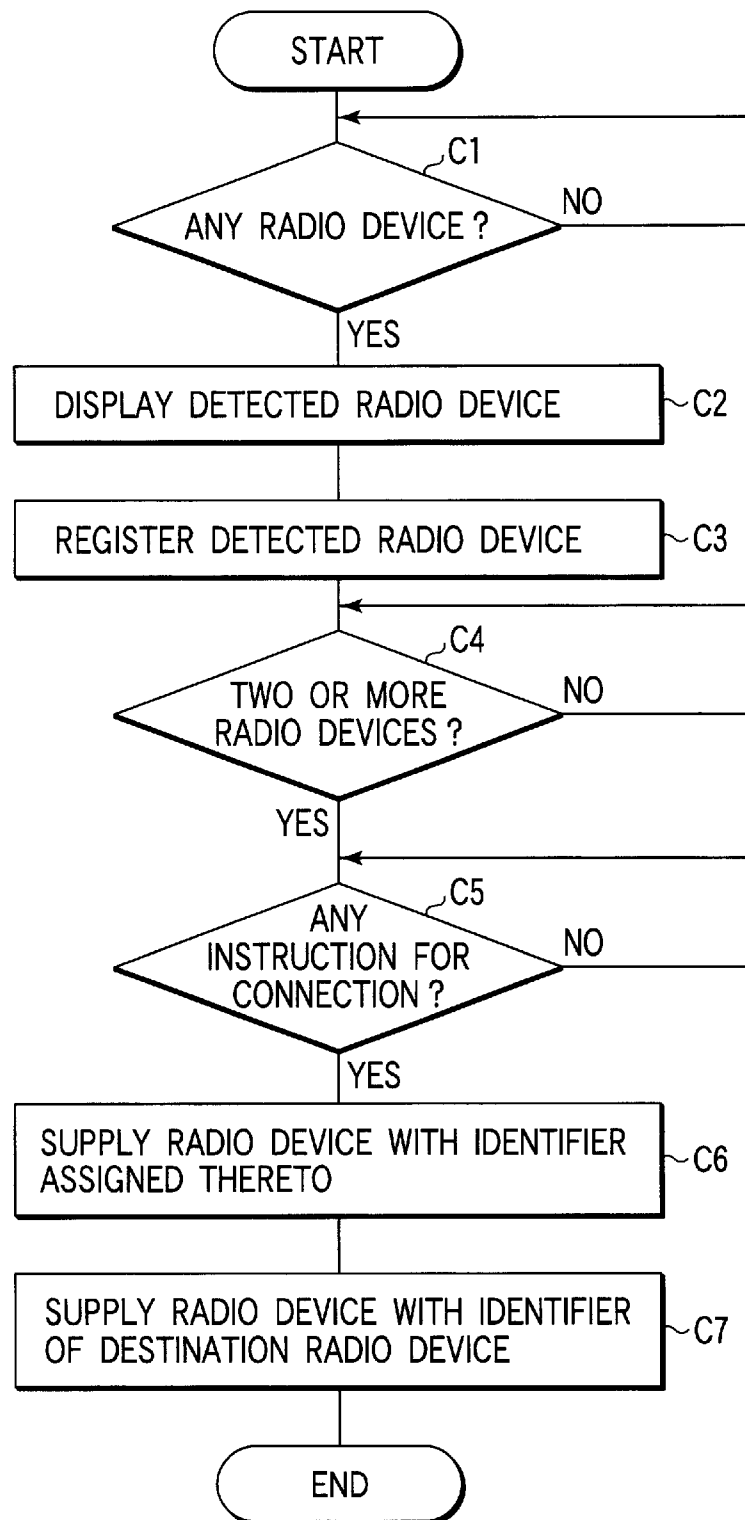 START
C1
ANY RADIO DEVICE?
NO
YES
DISPLAY DETECTED RADIO DEVICE
C2
REGISTER DETECTED RADIO DEVICE
C3
C4
TWO OR MORE
RADIO DEVICES?
NO
YES
C5
ANY
INSTRUCTION FOR
CONNECTION?
NO
YES
SUPPLY RADIO DEVICE WITH IDENTIFIER
ASSIGNED THERETO
C6
SUPPLY RADIO DEVICE WITH IDENTIFIER
OF DESTINATION RADIO DEVICE
C7
END